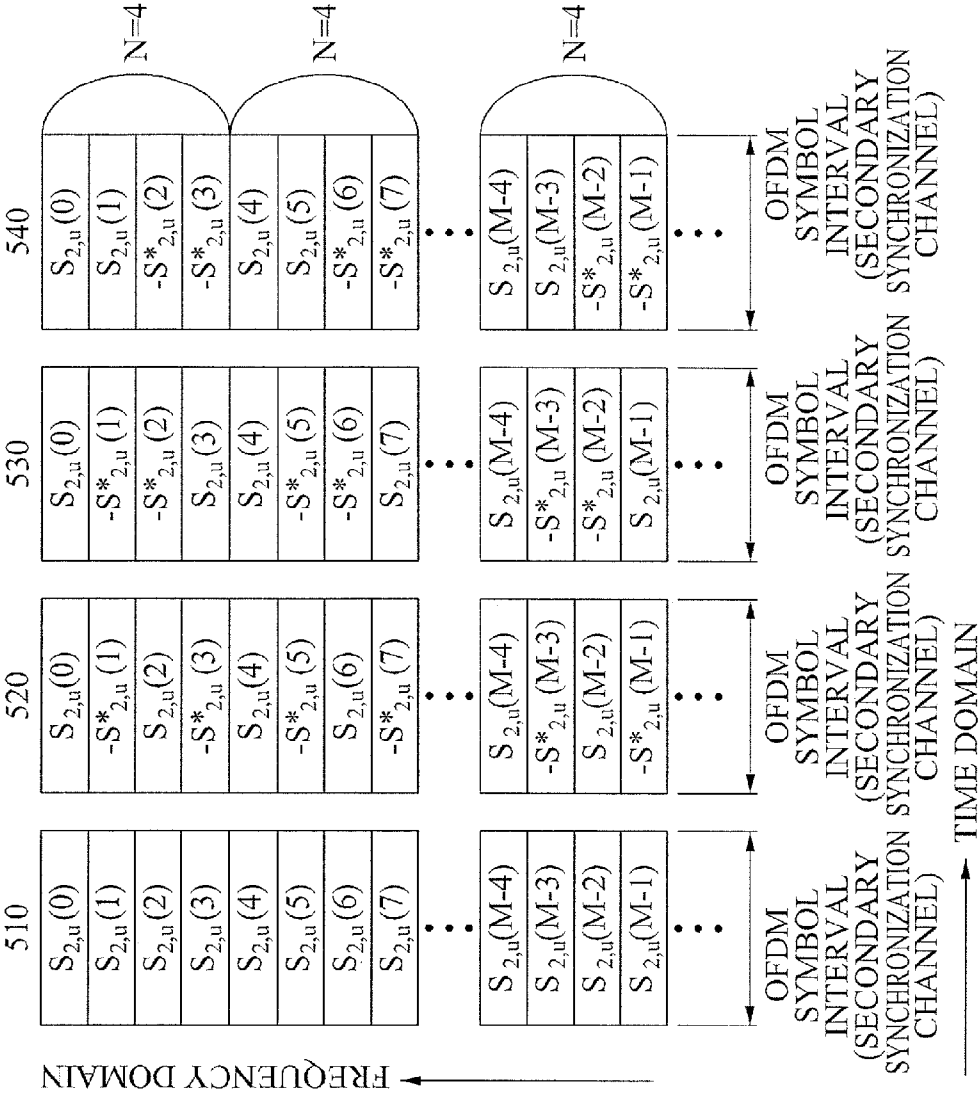 510
S2,u(0)
S2,u(1)
S2,u(2)
S2,u(3)
S2,u(4)
S2,u(5)
S2,u(6)
S2,u(7)
•••
S2,u(M-4)
S2,u(M-3)
S2,u(M-2)
S2,u(M-1)
•••
OFDM
SYMBOL
INTERVAL
(SECONDARY
SYNCHRONIZATION
CHANNEL)
520
S2,u(0)
-S*2,u(1)
S2,u(2)
-S*2,u(3)
S2,u(4)
-S*2,u(5)
S2,u(6)
-S*2,u(7)
•••
S2,u(M-4)
-S*2,u(M-3)
S2,u(M-2)
-S*2,u(M-1)
•••
OFDM
SYMBOL
INTERVAL
(SECONDARY
SYNCHRONIZATION
CHANNEL)
530
S2,u(0)
-S*2,u(1)
-S*2,u(2)
S2,u(3)
S2,u(4)
-S*2,u(5)
-S*2,u(6)
S2,u(7)
•••
S2,u(M-4)
-S*2,u(M-3)
-S*2,u(M-2)
S2,u(M-1)
•••
OFDM
SYMBOL
INTERVAL
(SECONDARY
SYNCHRONIZATION
CHANNEL)
540
S2,u(0)
S2,u(1)
-S*2,u(2)
-S*2,u(3)
S2,u(4)
S2,u(5)
-S*2,u(6)
-S*2,u(7)
•••
S2,u(M-4)
S2,u(M-3)
-S*2,u(M-2)
-S*2,u(M-1)
•••
OFDM
SYMBOL
INTERVAL
(SECONDARY
SYNCHRONIZATION
CHANNEL)
N=4
N=4
N=4
FREQUENCY DOMAIN
TIME DOMAIN